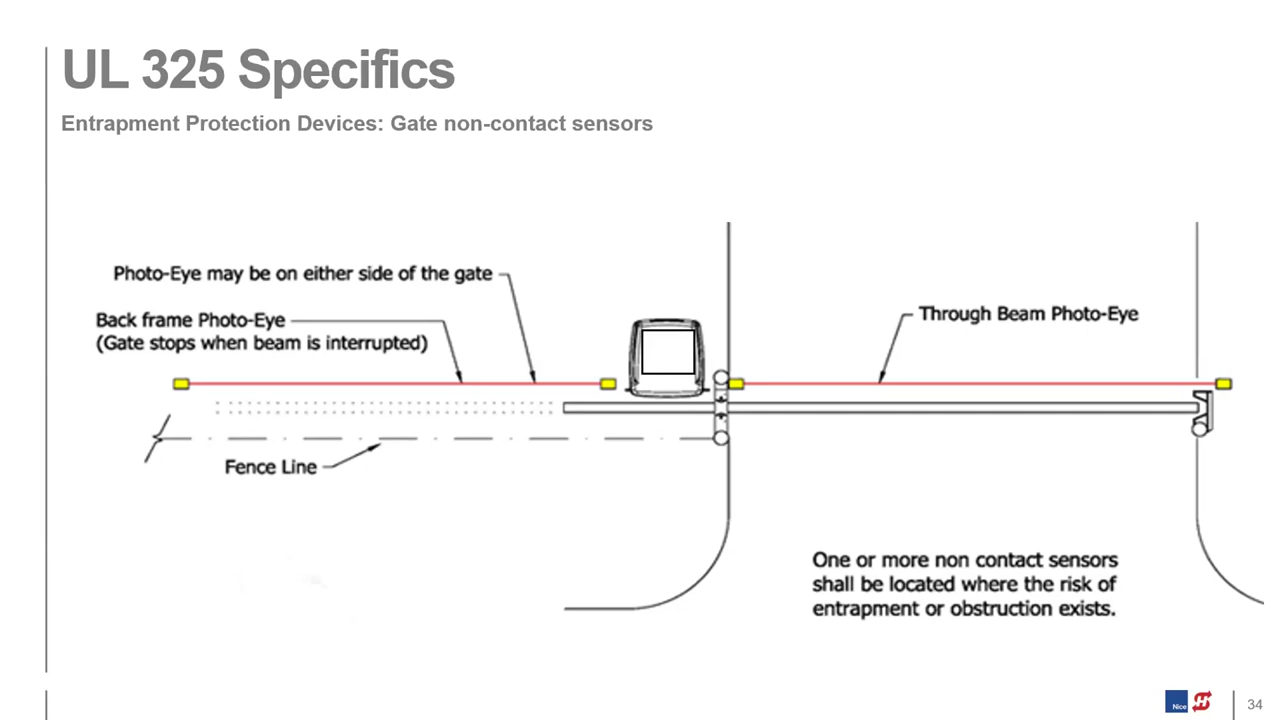 UL 325 Specifics
Entrapment Protection Devices: Gate non-contact sensors
Photo-Eye may be on either side of the gate
Back frame Photo-Eye
(Gate stops when beam is interrupted)
Through Beam Photo-Eye
Fence Line
One or more non contact sensors
shall be located where the risk of
entrapment or obstruction exists.
Nice
H
34